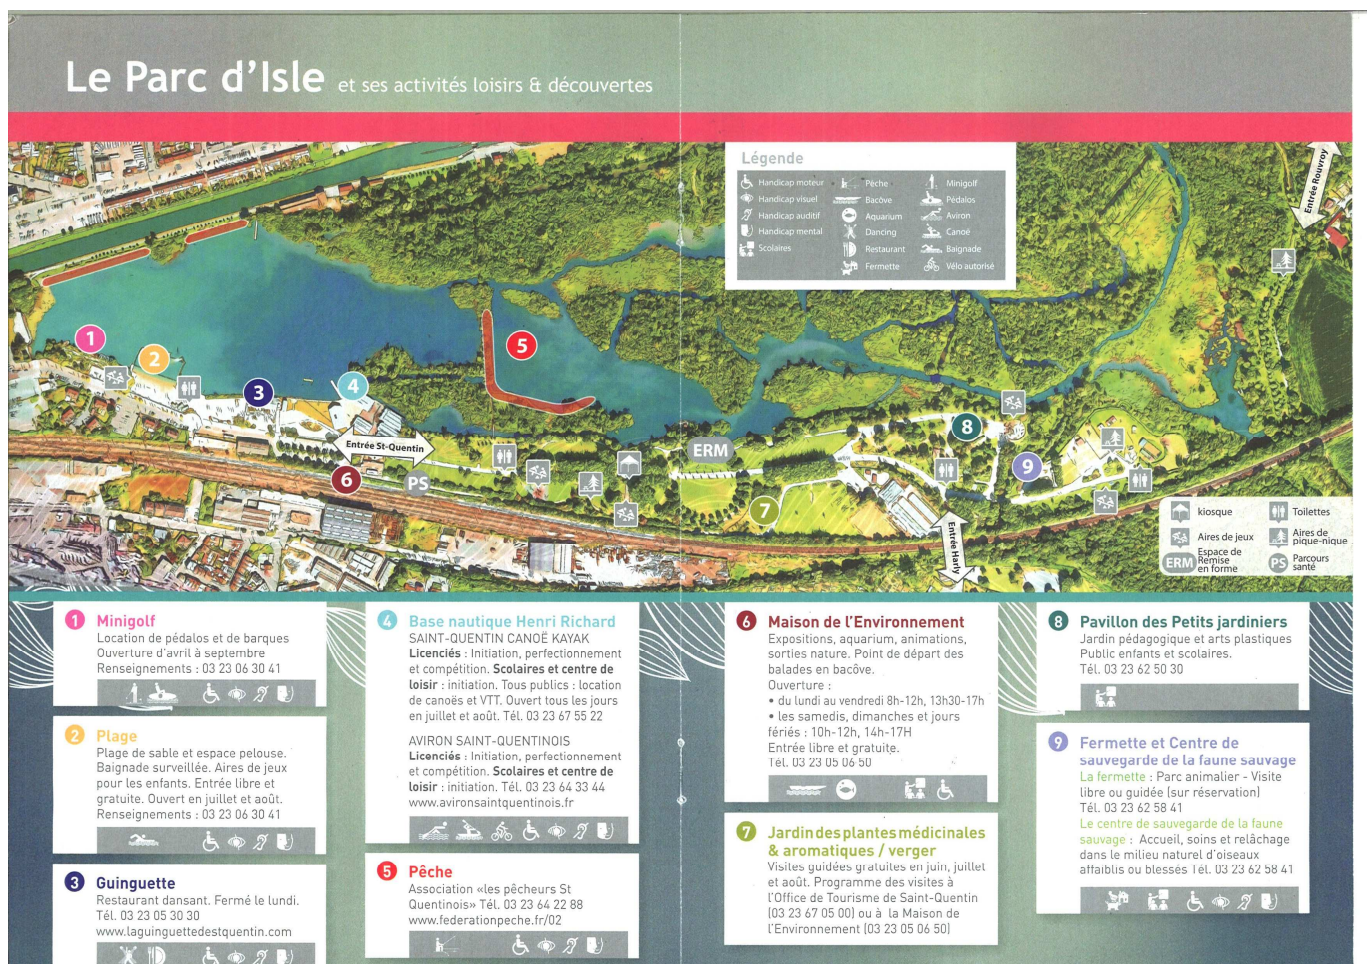 Le Parc d'Isle et ses activités loisirs & découvertes
Légende
Handicap moteur
Handicap visuel
Handicap auditif
Handicap mental
Scolaires
Pêche
Bacôve
Aquarium
Dancing
Restaurant
Fermette
Minigolf
Pédalos
Aviron
Canoé
Baignade
Vélo autorisé
Entrée Rouvroy
1
2
3
4
5
Entrée St-Quentin
6
PS
ERM
7
8
9
Entrée Harly
kiosque
Toilettes
Aires de jeux
Aires de
pique-nique
ERM
Espace de
Remise
en forme
PS
Parcours
santé
1 Minigolf
Location de pédalos et de barques
Ouverture d'avril à septembre
Renseignements : 03 23 06 30 41
2 Plage
Plage de sable et espace pelouse.
Baignade surveillée. Aires de jeux
pour les enfants. Entrée libre et
gratuite. Ouvert en juillet et août.
Renseignements : 03 23 06 30 41
3 Guinguette
Restaurant dansant. Fermé le lundi.
Tél. 03 23 05 30 30
www.laguinguettedestquentin.com
4 Base nautique Henri Richard
SAINT-QUENTIN CANOË KAYAK
Licenciés : Initiation, perfectionnement
et compétition. Scolaires et centre de
loisir : initiation. Tous publics : location
de canoës et VTT. Ouvert tous les jours
en juillet et août. Tél. 03 23 67 55 22
AVIRON SAINT-QUENTINOIS
Licenciés : Initiation, perfectionnement
et compétition. Scolaires et centre de
loisir : initiation. Tél. 03 23 64 33 44
www.avironsaintquentinois.fr
5 Pêche
Association «les pêcheurs St
Quentinois» Tél. 03 23 64 22 88
www.federationpeche.fr/02
6 Maison de l'Environnement
Expositions, aquarium, animations,
sorties nature. Point de départ des
balades en bacôve.
Ouverture :
• du lundi au vendredi 8h-12h, 13h30-17h
• les samedis, dimanches et jours
fériés : 10h-12h, 14h-17H
Entrée libre et gratuite.
Tél. 03 23 05 06 50
7 Jardin des plantes médicinales
& aromatiques / verger
Visites guidées gratuites en juin, juillet
et août. Programme des visites à
l'Office de Tourisme de Saint-Quentin
(03 23 67 05 00) ou à la Maison de
l'Environnement (03 23 05 06 50)
8 Pavillon des Petits jardiniers
Jardin pédagogique et arts plastiques
Public enfants et scolaires.
Tél. 03 23 62 50 30
9 Fermette et Centre de
sauvegarde de la faune sauvage
La fermette : Parc animalier - Visite
libre ou guidée (sur réservation)
Tél. 03 23 62 58 41
Le centre de sauvegarde de la faune
sauvage : Accueil, soins et relâchage
dans le milieu naturel d'oiseaux
affaiblis ou blessés Tél. 03 23 62 58 41